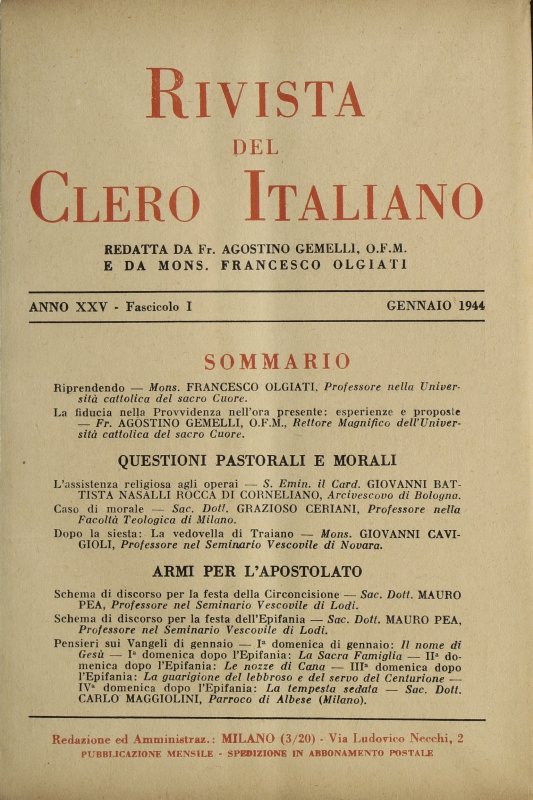 RIVISTA
DEL
CLERO ITALIANO
REDATTA DA Fr. AGOSTINO GEMELLI, O.F.M.
E DA MONS. FRANCESCO OLGIATI
ANNO XXV - Fascicolo I GENNAIO 1944
SOMMARIO
Riprendendo — Mons. FRANCESCO OLGIATI, Professore nella Univer-
sità cattolica del sacro Cuore.
La fiducia nella Provvidenza nell'ora presente: esperienze e proposte
— Fr. AGOSTINO GEMELLI, O.F.M., Rettore Magnifico dell'Univer-
sità cattolica del sacro Cuore.
QUESTIONI PASTORALI E MORALI
L'assistenza religiosa agli operai — S. Emin. il Card. GIOVANNI BAT-
TISTA NASALLI ROCCA DI CORNELIANO, Arcivescovo di Bologna.
Caso di morale — Sac. Dott. GRAZIOSO CERIANI, Professore nella
Facoltà Teologica di Milano.
Dopo la siesta: La vedovella di Traiano — Mons. GIOVANNI CAVI-
GIOLI, Professore nel Seminario Vescovile di Novara.
ARMI PER L'APOSTOLATO
Schema di discorso per la festa della Circoncisione — Sac. Dott. MAURO
PEA, Professore nel Seminario Vescovile di Lodi.
Schema di discorso per la festa dell'Epifania — Sac. Dott. MAURO PEA,
Professore nel Seminario Vescovile di Lodi.
Pensieri sui Vangeli di gennaio — Iª domenica di gennaio: Il nome di
Gesù — Iª domenica dopo l'Epifania: La Sacra Famiglia — IIª do-
menica dopo l'Epifania: Le nozze di Cana — IIIª domenica dopo
l'Epifania: La guarigione del lebbroso e del servo del Centurione —
IVª domenica dopo l'Epifania: La tempesta sedata — Sac. Dott.
CARLO MAGGIOLINI, Parroco di Albese (Milano).
Redazione ed Amministraz.: MILANO (3/20) - Via Ludovico Necchi, 2
PUBBLICAZIONE MENSILE - SPEDIZIONE IN ABBONAMENTO POSTALE